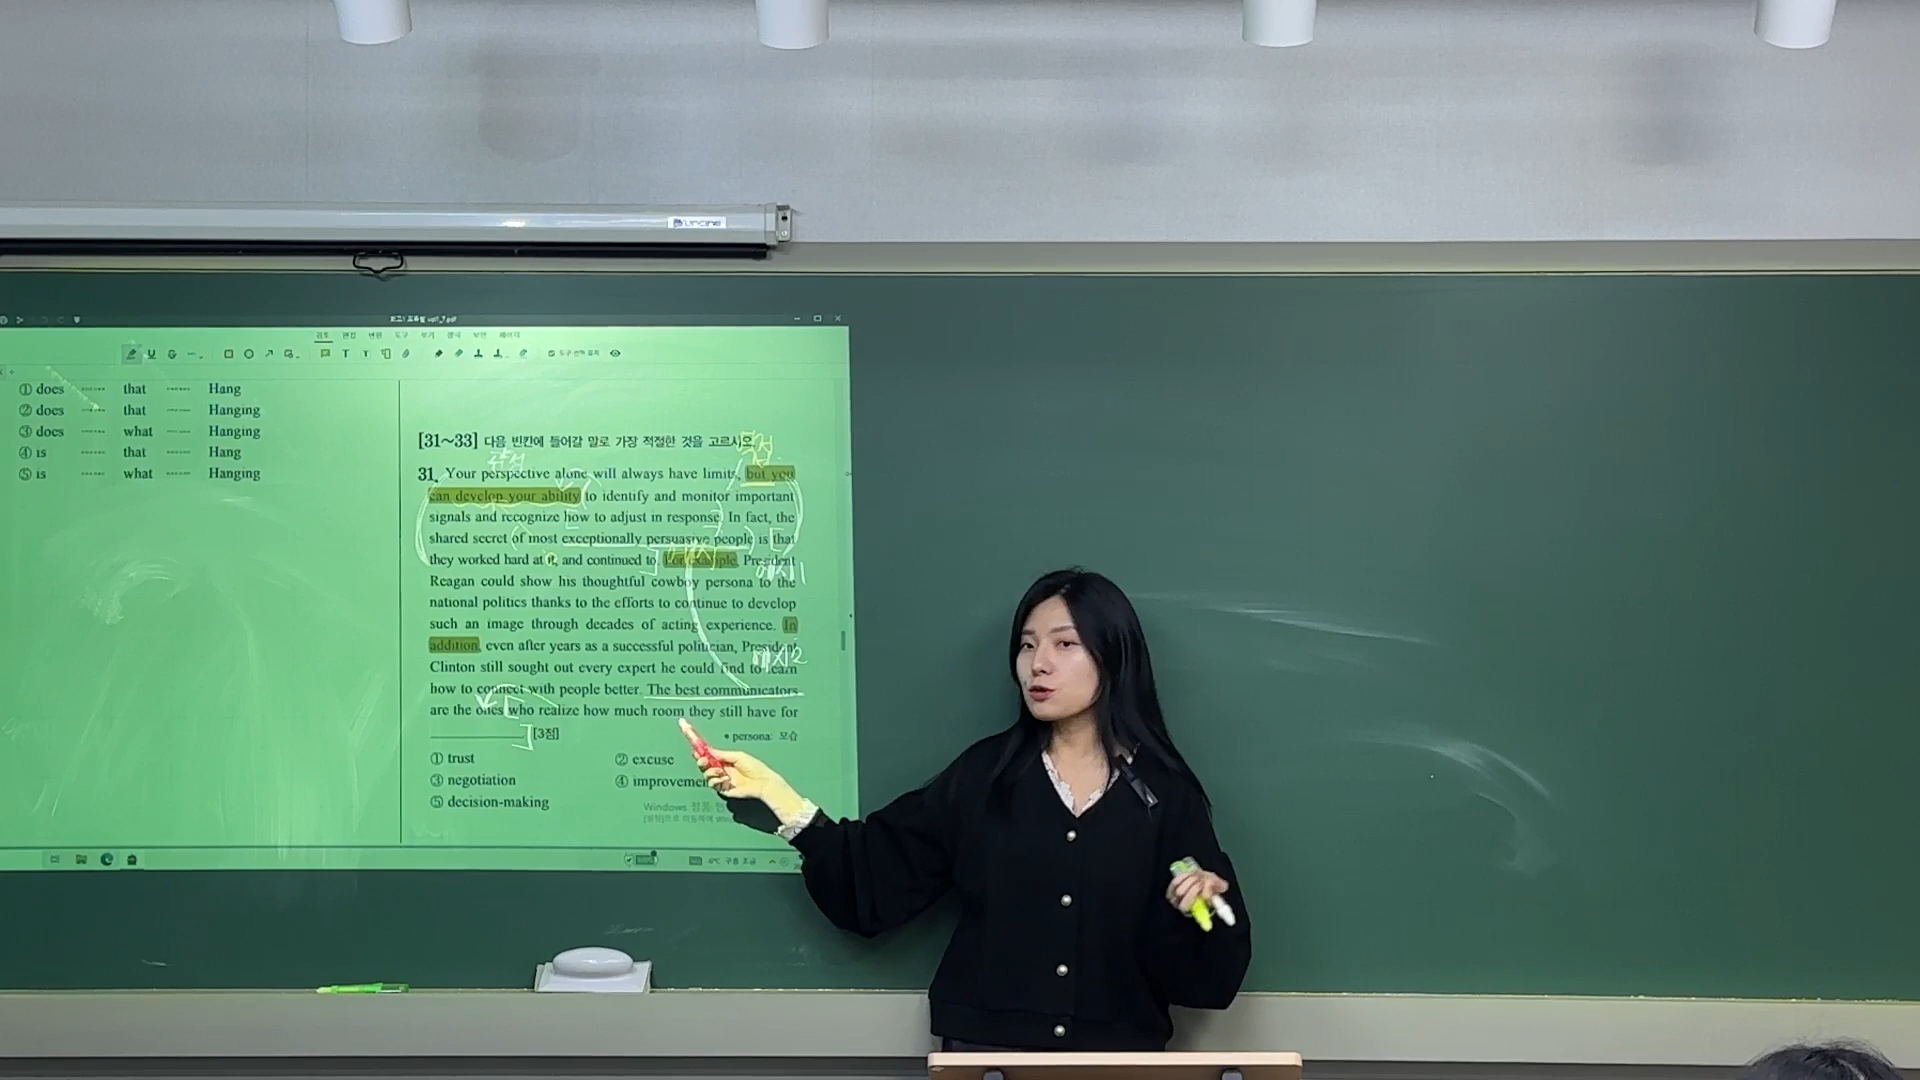 ① does ······ that ······ Hang
② does ······ that ······ Hanging
③ does ······ what ······ Hanging
④ is ······ that ······ Hang
⑤ is ······ what ······ Hanging
[31~33] 다음 빈칸에 들어갈 말로 가장 적절한 것을 고르시오.
31. Your perspective alone will always have limits, but you
can develop your ability to identify and monitor important
signals and recognize how to adjust in response. In fact, the
shared secret of most exceptionally persuasive people is that
they worked hard at it, and continued to. For example, President
Reagan could show his thoughtful cowboy persona to the
national politics thanks to the efforts to continue to develop
such an image through decades of acting experience. In
addition, even after years as a successful politician, President
Clinton still sought out every expert he could find to learn
how to connect with people better. The best communicators
are the ones who realize how much room they still have for
____________ [3점]
* persona: 모습
① trust ② excuse
③ negotiation ④
⑤ decision-making
예시1
예시2